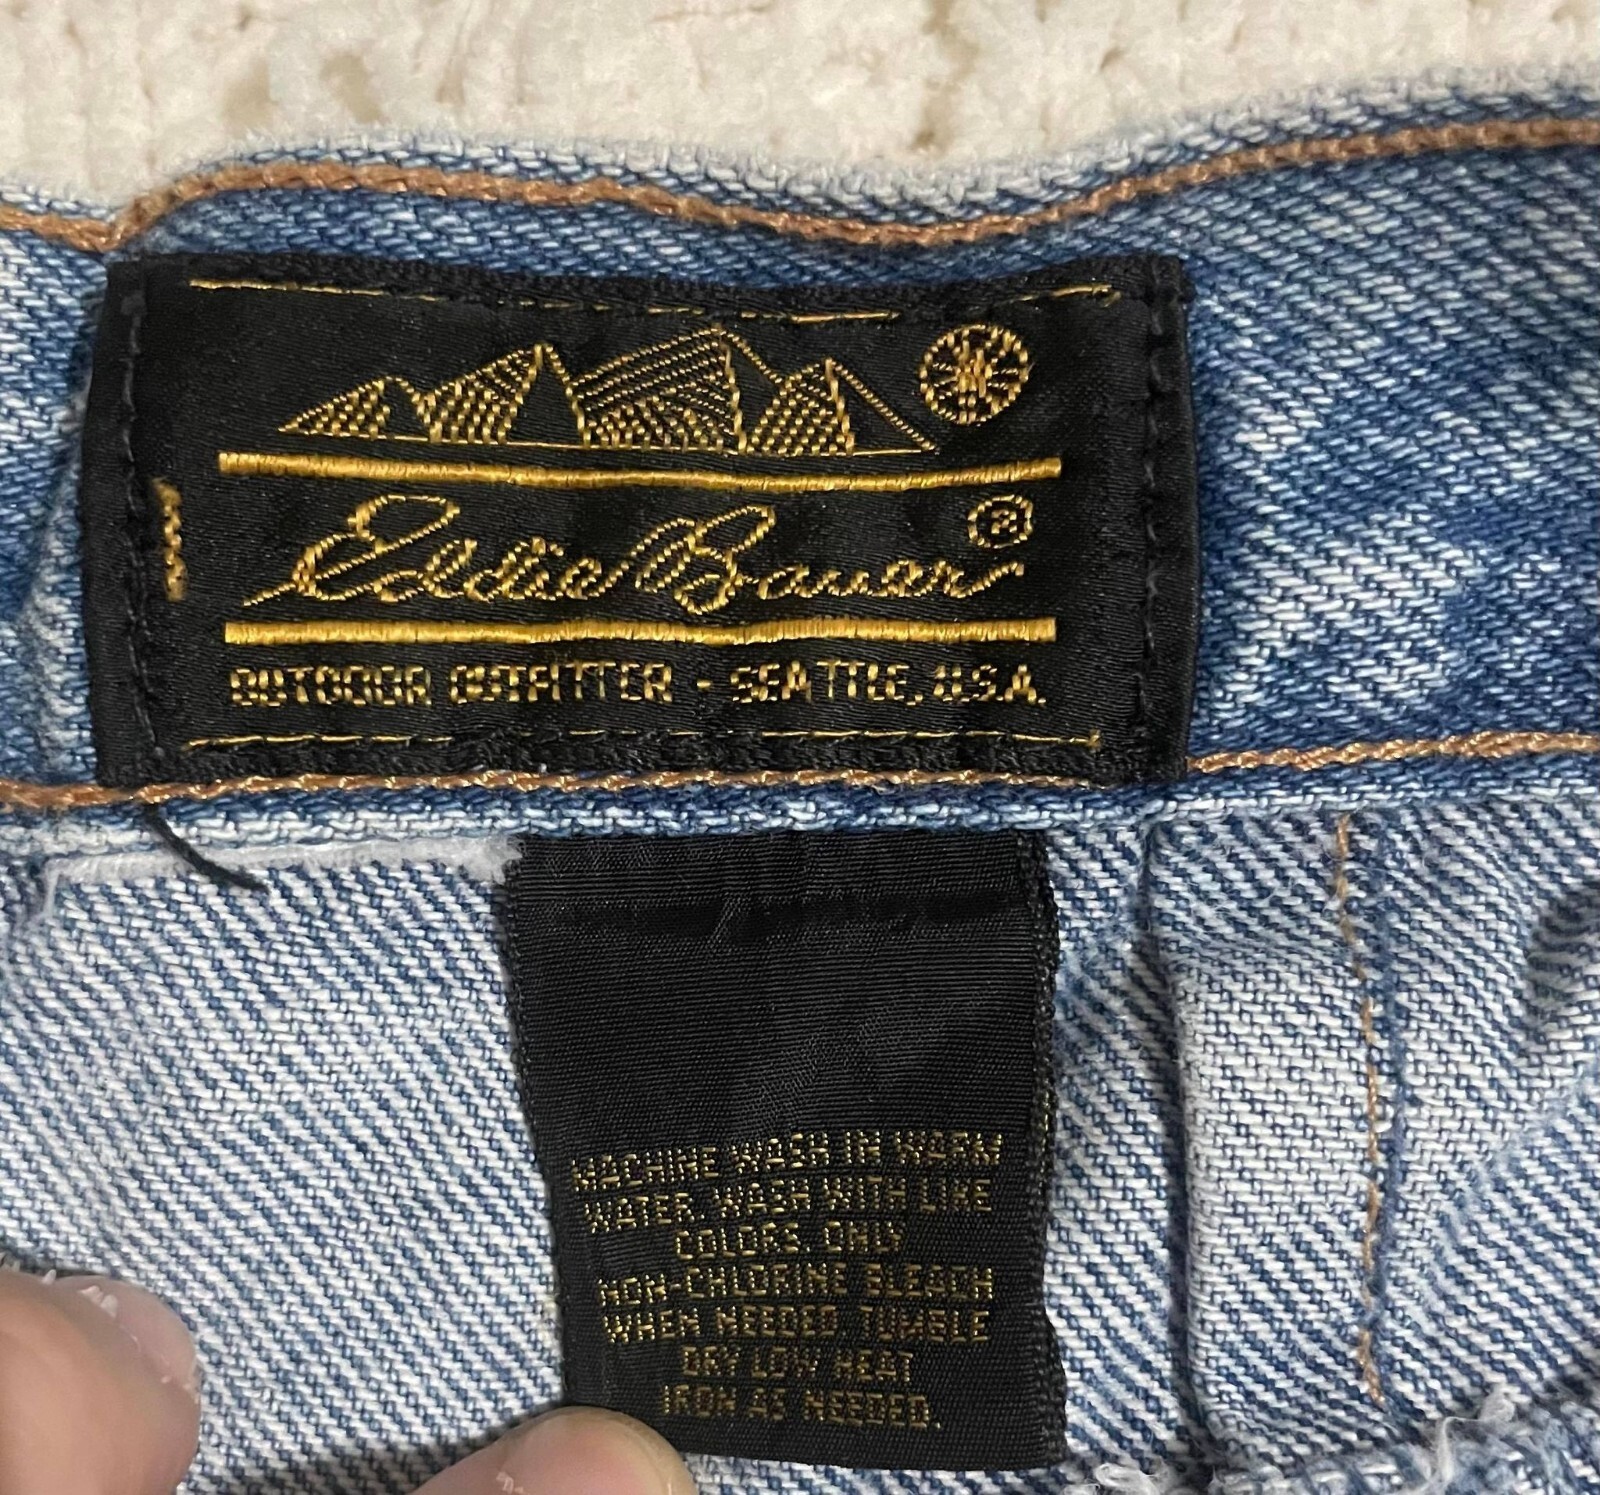 Eddie Bauer ®
OUTDOOR OUTFITTER - SEATTLE, U.S.A.
MACHINE WASH IN WARM
WATER, WASH WITH LIKE
COLORS. ONLY
NON-CHLORINE BLEACH
WHEN NEEDED, TUMBLE
DRY LOW HEAT
IRON AS NEEDED.